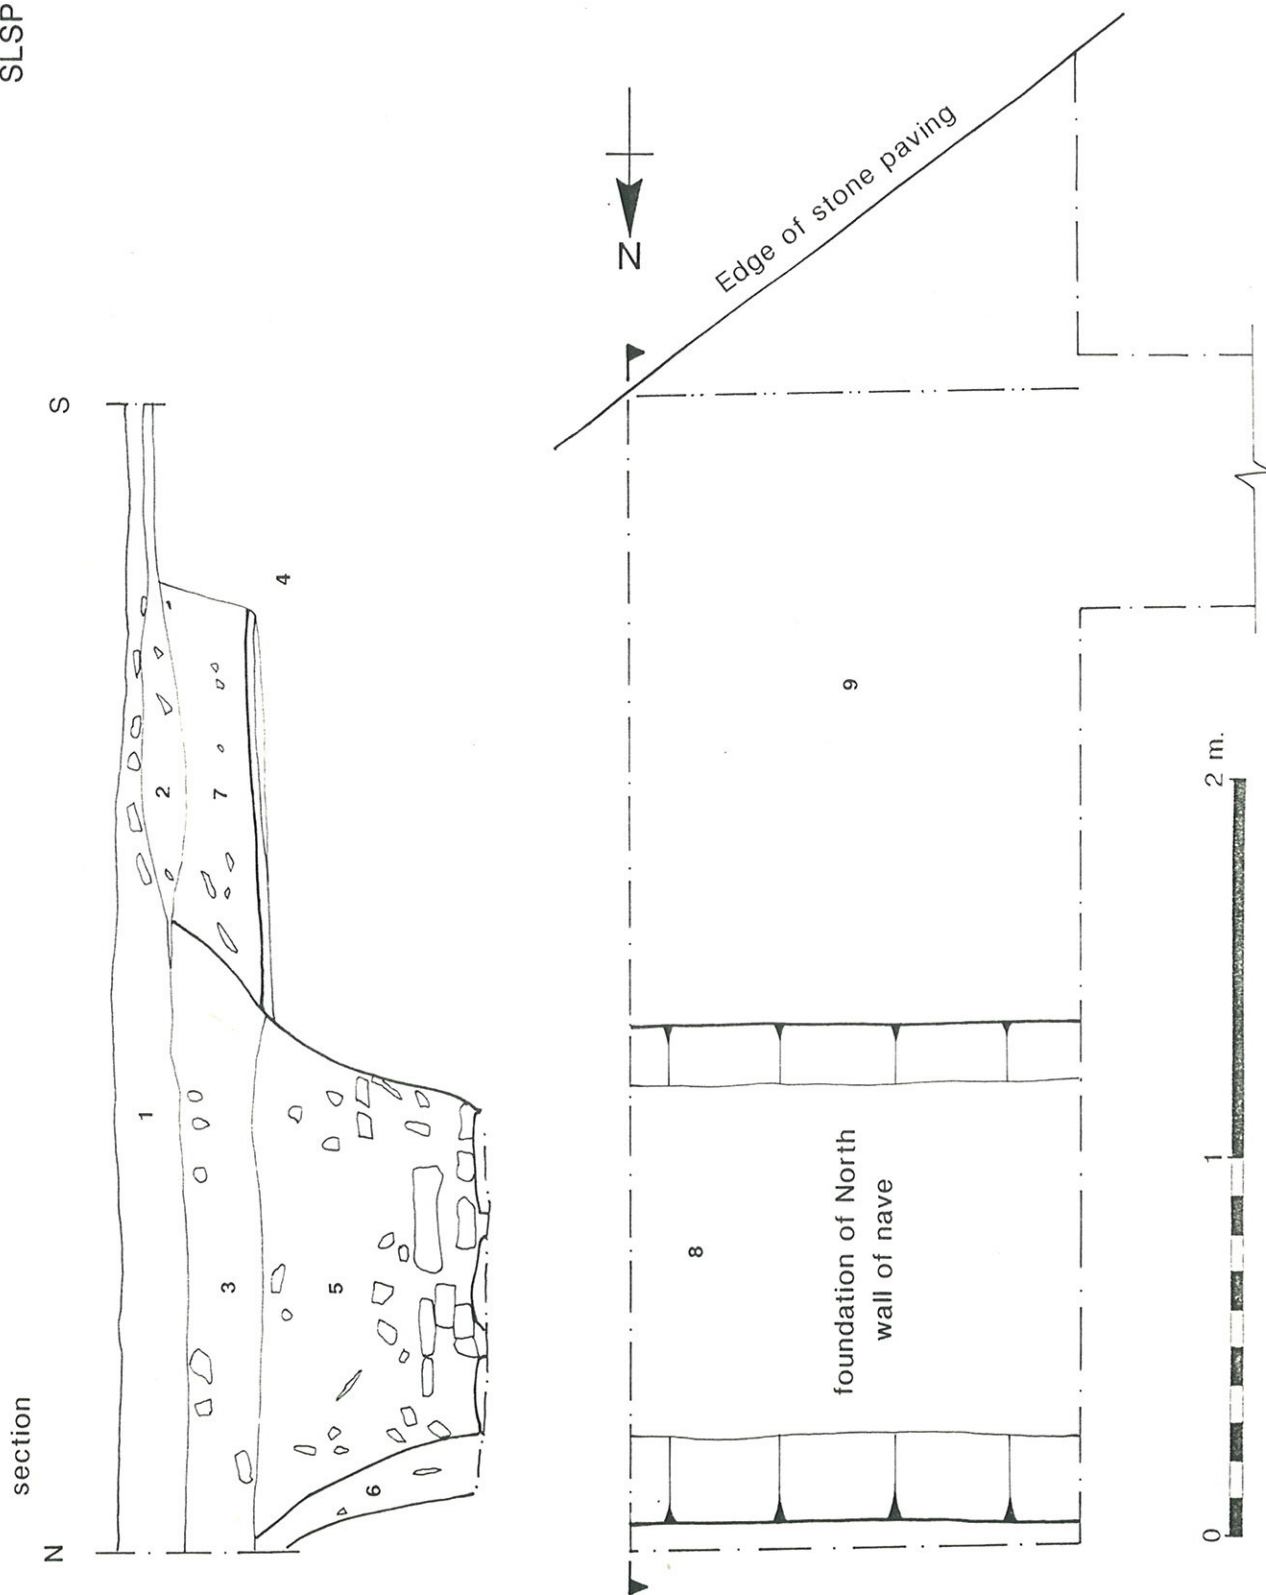 SLSP
section
N
S
1
2
3
4
5
6
7
N
Edge of stone paving
8
9
foundation of North
wall of nave
0
1
2 m.